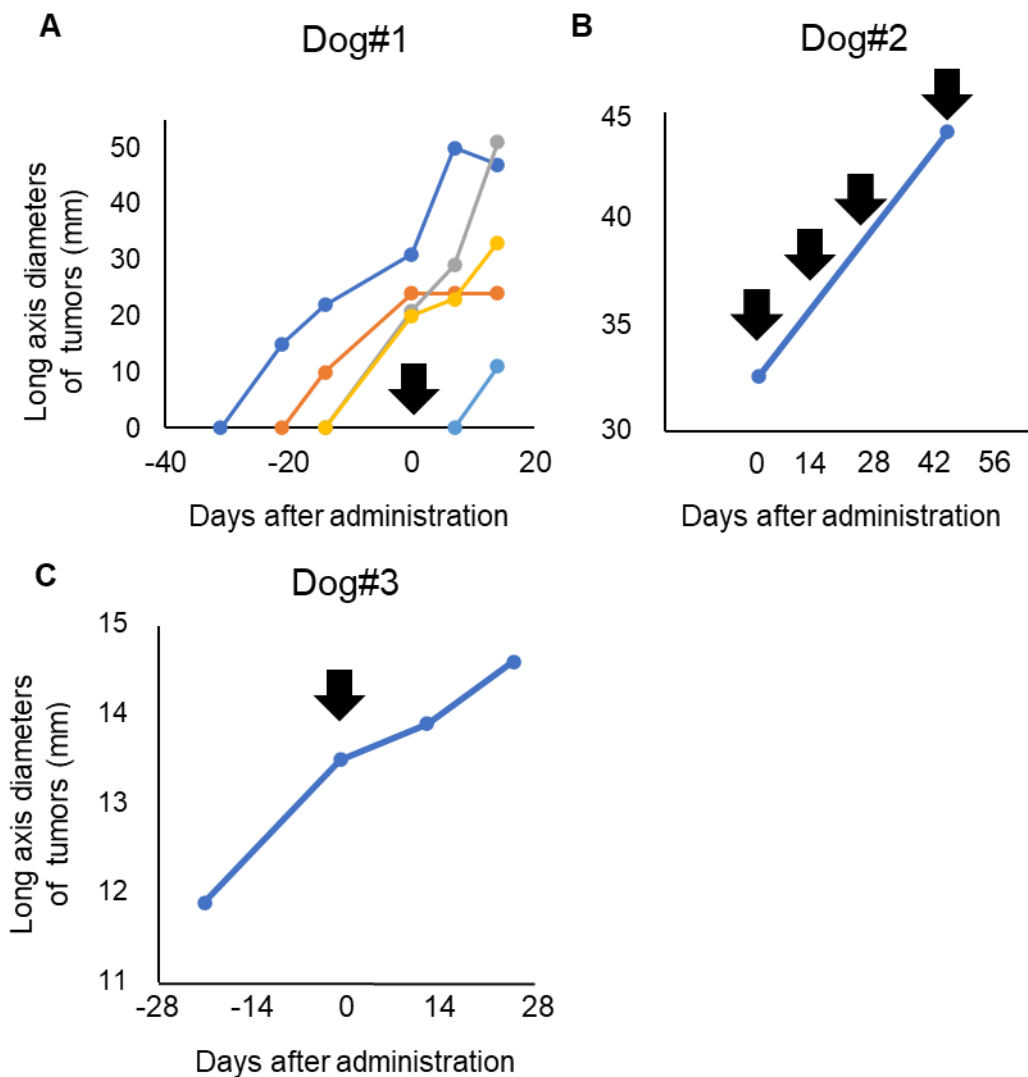 A
Dog#1
Long axis diameters
of tumors (mm)
50
40
30
20
10
0
-40
-20
0
20
Days after administration
B
Dog#2
45
40
35
30
0
14
28
42
56
Days after administration
C
Dog#3
Long axis diameters
of tumors (mm)
15
14
13
12
11
-28
-14
0
14
28
Days after administration